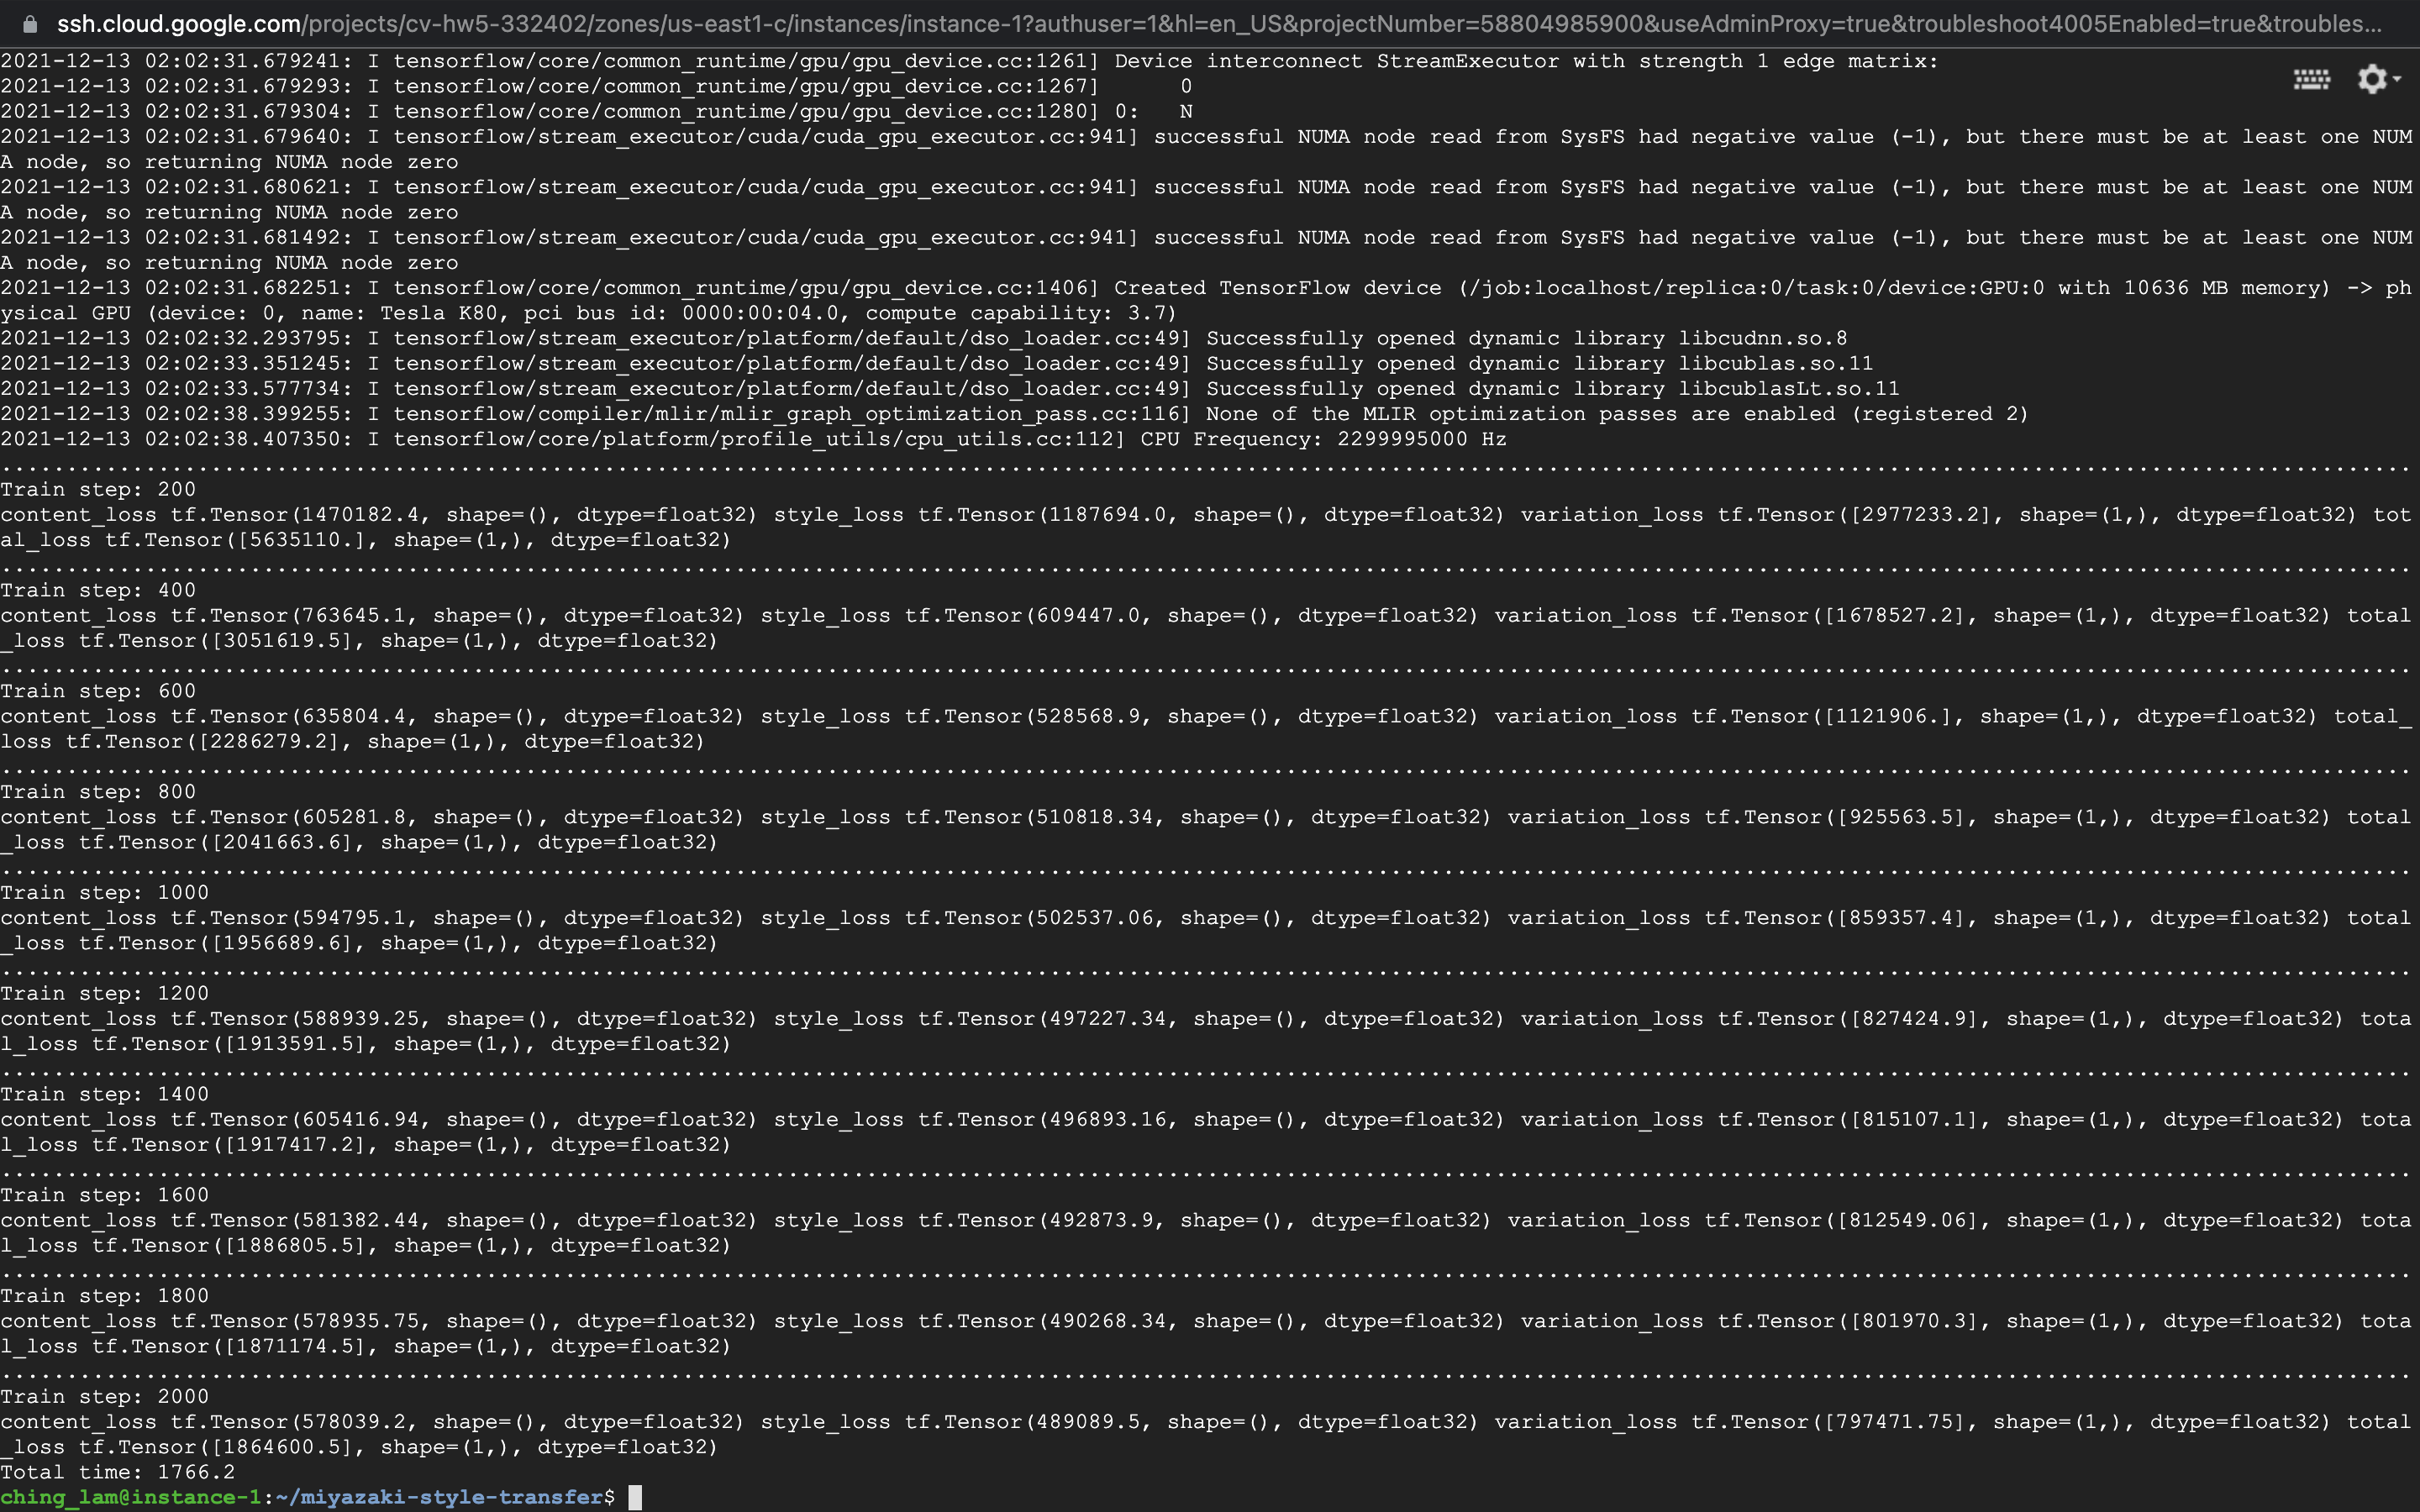 ssh.cloud.google.com/projects/cv-hw5-332402/zones/us-east1-c/instances/instance-1?authuser=1&hl=en_US&projectNumber=58804985900&useAdminProxy=true&troubleshoot4005Enabled=true&troubles...
2021-12-13 02:02:31.679241: I tensorflow/core/common_runtime/gpu/gpu_device.cc:1261] Device interconnect StreamExecutor with strength 1 edge matrix:
2021-12-13 02:02:31.679293: I tensorflow/core/common_runtime/gpu/gpu_device.cc:1267]      0
2021-12-13 02:02:31.679304: I tensorflow/core/common_runtime/gpu/gpu_device.cc:1280] 0:   N
2021-12-13 02:02:31.679640: I tensorflow/stream_executor/cuda/cuda_gpu_executor.cc:941] successful NUMA node read from SysFS had negative value (-1), but there must be at least one NUM
A node, so returning NUMA node zero
2021-12-13 02:02:31.680621: I tensorflow/stream_executor/cuda/cuda_gpu_executor.cc:941] successful NUMA node read from SysFS had negative value (-1), but there must be at least one NUM
A node, so returning NUMA node zero
2021-12-13 02:02:31.681492: I tensorflow/stream_executor/cuda/cuda_gpu_executor.cc:941] successful NUMA node read from SysFS had negative value (-1), but there must be at least one NUM
A node, so returning NUMA node zero
2021-12-13 02:02:31.682251: I tensorflow/core/common_runtime/gpu/gpu_device.cc:1406] Created TensorFlow device (/job:localhost/replica:0/task:0/device:GPU:0 with 10636 MB memory) -> ph
ysical GPU (device: 0, name: Tesla K80, pci bus id: 0000:00:04.0, compute capability: 3.7)
2021-12-13 02:02:32.293795: I tensorflow/stream_executor/platform/default/dso_loader.cc:49] Successfully opened dynamic library libcudnn.so.8
2021-12-13 02:02:33.351245: I tensorflow/stream_executor/platform/default/dso_loader.cc:49] Successfully opened dynamic library libcublas.so.11
2021-12-13 02:02:33.577734: I tensorflow/stream_executor/platform/default/dso_loader.cc:49] Successfully opened dynamic library libcublasLt.so.11
2021-12-13 02:02:38.399255: I tensorflow/compiler/mlir/mlir_graph_optimization_pass.cc:116] None of the MLIR optimization passes are enabled (registered 2)
2021-12-13 02:02:38.407350: I tensorflow/core/platform/profile_utils/cpu_utils.cc:112] CPU Frequency: 2299995000 Hz
........................................................................................................................................................................................
Train step: 200
content_loss tf.Tensor(1470182.4, shape=(), dtype=float32) style_loss tf.Tensor(1187694.0, shape=(), dtype=float32) variation_loss tf.Tensor([2977233.2], shape=(1,), dtype=float32) tot
al_loss tf.Tensor([5635110.], shape=(1,), dtype=float32)
........................................................................................................................................................................................
Train step: 400
content_loss tf.Tensor(763645.1, shape=(), dtype=float32) style_loss tf.Tensor(609447.0, shape=(), dtype=float32) variation_loss tf.Tensor([1678527.2], shape=(1,), dtype=float32) total
_loss tf.Tensor([3051619.5], shape=(1,), dtype=float32)
........................................................................................................................................................................................
Train step: 600
content_loss tf.Tensor(635804.4, shape=(), dtype=float32) style_loss tf.Tensor(528568.9, shape=(), dtype=float32) variation_loss tf.Tensor([1121906.], shape=(1,), dtype=float32) total_
loss tf.Tensor([2286279.2], shape=(1,), dtype=float32)
........................................................................................................................................................................................
Train step: 800
content_loss tf.Tensor(605281.8, shape=(), dtype=float32) style_loss tf.Tensor(510818.34, shape=(), dtype=float32) variation_loss tf.Tensor([925563.5], shape=(1,), dtype=float32) total
_loss tf.Tensor([2041663.6], shape=(1,), dtype=float32)
........................................................................................................................................................................................
Train step: 1000
content_loss tf.Tensor(594795.1, shape=(), dtype=float32) style_loss tf.Tensor(502537.06, shape=(), dtype=float32) variation_loss tf.Tensor([859357.4], shape=(1,), dtype=float32) total
_loss tf.Tensor([1956689.6], shape=(1,), dtype=float32)
........................................................................................................................................................................................
Train step: 1200
content_loss tf.Tensor(588939.25, shape=(), dtype=float32) style_loss tf.Tensor(497227.34, shape=(), dtype=float32) variation_loss tf.Tensor([827424.9], shape=(1,), dtype=float32) tota
l_loss tf.Tensor([1913591.5], shape=(1,), dtype=float32)
........................................................................................................................................................................................
Train step: 1400
content_loss tf.Tensor(605416.94, shape=(), dtype=float32) style_loss tf.Tensor(496893.16, shape=(), dtype=float32) variation_loss tf.Tensor([815107.1], shape=(1,), dtype=float32) tota
l_loss tf.Tensor([1917417.2], shape=(1,), dtype=float32)
........................................................................................................................................................................................
Train step: 1600
content_loss tf.Tensor(581382.44, shape=(), dtype=float32) style_loss tf.Tensor(492873.9, shape=(), dtype=float32) variation_loss tf.Tensor([812549.06], shape=(1,), dtype=float32) tota
l_loss tf.Tensor([1886805.5], shape=(1,), dtype=float32)
........................................................................................................................................................................................
Train step: 1800
content_loss tf.Tensor(578935.75, shape=(), dtype=float32) style_loss tf.Tensor(490268.34, shape=(), dtype=float32) variation_loss tf.Tensor([801970.3], shape=(1,), dtype=float32) tota
l_loss tf.Tensor([1871174.5], shape=(1,), dtype=float32)
........................................................................................................................................................................................
Train step: 2000
content_loss tf.Tensor(578039.2, shape=(), dtype=float32) style_loss tf.Tensor(489089.5, shape=(), dtype=float32) variation_loss tf.Tensor([797471.75], shape=(1,), dtype=float32) total
_loss tf.Tensor([1864600.5], shape=(1,), dtype=float32)
Total time: 1766.2
ching_lam@instance-1:~/miyazaki-style-transfer$